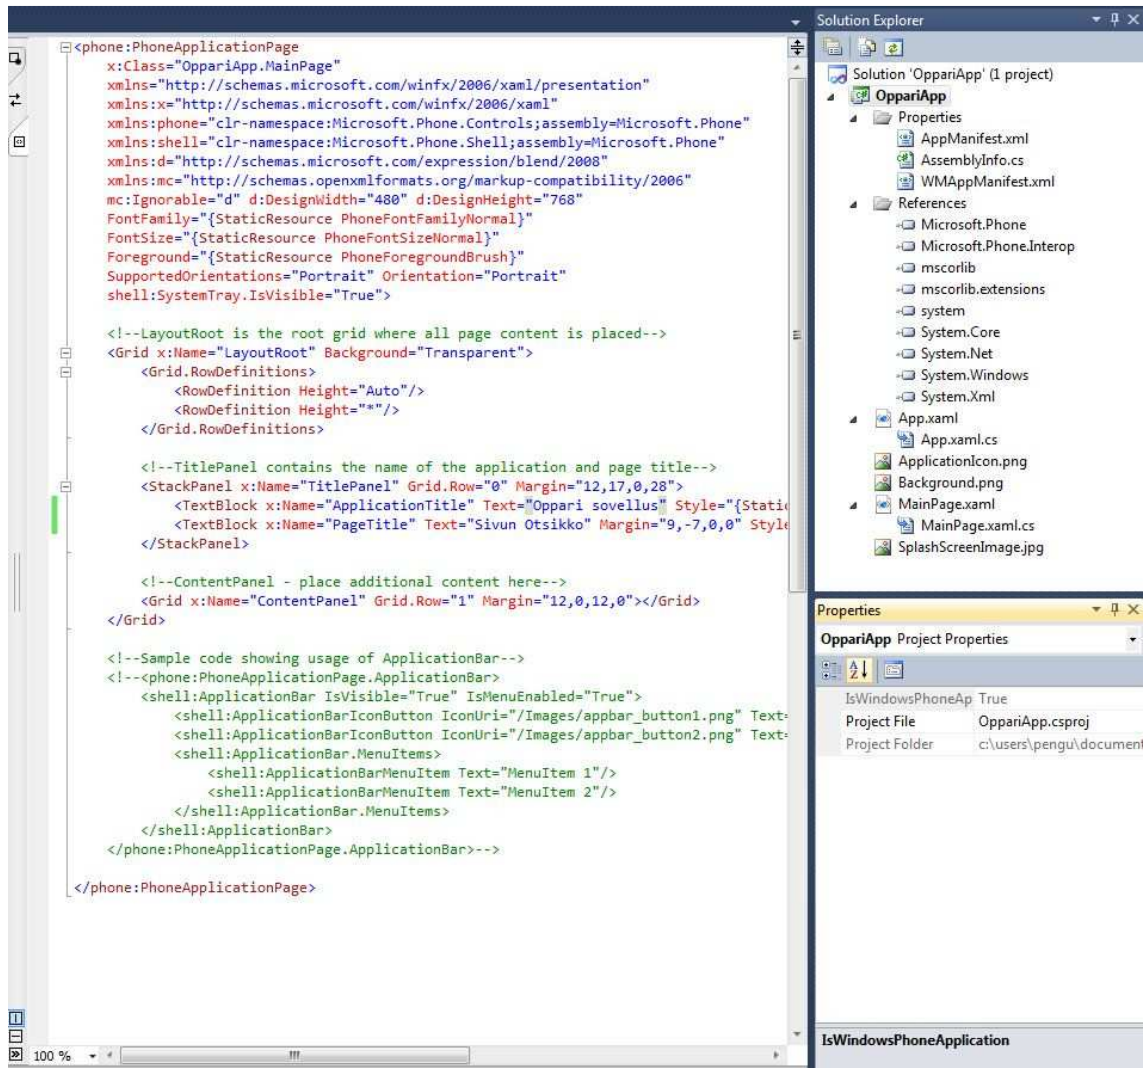 <phone:PhoneApplicationPage
x:Class="OppariApp.MainPage"
xmlns="http://schemas.microsoft.com/winfx/2006/xaml/presentation"
xmlns:x="http://schemas.microsoft.com/winfx/2006/xaml"
xmlns:phone="clr-namespace:Microsoft.Phone.Controls;assembly=Microsoft.Phone"
xmlns:shell="clr-namespace:Microsoft.Phone.Shell;assembly=Microsoft.Phone"
xmlns:d="http://schemas.microsoft.com/expression/blend/2008"
xmlns:mc="http://schemas.openxmlformats.org/markup-compatibility/2006"
mc:Ignorable="d" d:DesignWidth="480" d:DesignHeight="768"
FontFamily="{StaticResource PhoneFontFamilyNormal}"
FontSize="{StaticResource PhoneFontSizeNormal}"
Foreground="{StaticResource PhoneForegroundBrush}"
SupportedOrientations="Portrait" Orientation="Portrait"
shell:SystemTray.IsVisible="True">
<!--LayoutRoot is the root grid where all page content is placed-->
<Grid x:Name="LayoutRoot" Background="Transparent">
<Grid.RowDefinitions>
<RowDefinition Height="Auto"/>
<RowDefinition Height="*"/>
</Grid.RowDefinitions>
<!--TitlePanel contains the name of the application and page title-->
<StackPanel x:Name="TitlePanel" Grid.Row="0" Margin="12,17,0,28">
<TextBlock x:Name="ApplicationTitle" Text="Oppari sovellus" Style="{Stati
<TextBlock x:Name="PageTitle" Text="Sivun Otsikko" Margin="9,-7,0,0" Style
</StackPanel>
<!--ContentPanel - place additional content here-->
<Grid x:Name="ContentPanel" Grid.Row="1" Margin="12,0,12,0"></Grid>
</Grid>
<!--Sample code showing usage of ApplicationBar-->
<!--<phone:PhoneApplicationPage.ApplicationBar>
<shell:ApplicationBar IsVisible="True" IsMenuEnabled="True">
<shell:ApplicationBarIconButton IconUri="/Images/appbar_button1.png" Text=
<shell:ApplicationBarIconButton IconUri="/Images/appbar_button2.png" Text=
<shell:ApplicationBar.MenuItems>
<shell:ApplicationBarMenuItem Text="MenuItem 1"/>
<shell:ApplicationBarMenuItem Text="MenuItem 2"/>
</shell:ApplicationBar.MenuItems>
</shell:ApplicationBar>
</phone:PhoneApplicationPage.ApplicationBar>-->
</phone:PhoneApplicationPage>
100 %
Solution Explorer
Solution 'OppariApp' (1 project)
OppariApp
Properties
AppManifest.xml
AssemblyInfo.cs
WMAppManifest.xml
References
Microsoft.Phone
Microsoft.Phone.Interop
mscorlib
mscorlib.extensions
system
System.Core
System.Net
System.Windows
System.Xml
App.xaml
App.xaml.cs
ApplicationIcon.png
Background.png
MainPage.xaml
MainPage.xaml.cs
SplashScreenImage.jpg
Properties
OppariApp Project Properties
IsWindowsPhoneAp True
Project File OppariApp.csproj
Project Folder c:\users\pengu\document
IsWindowsPhoneApplication